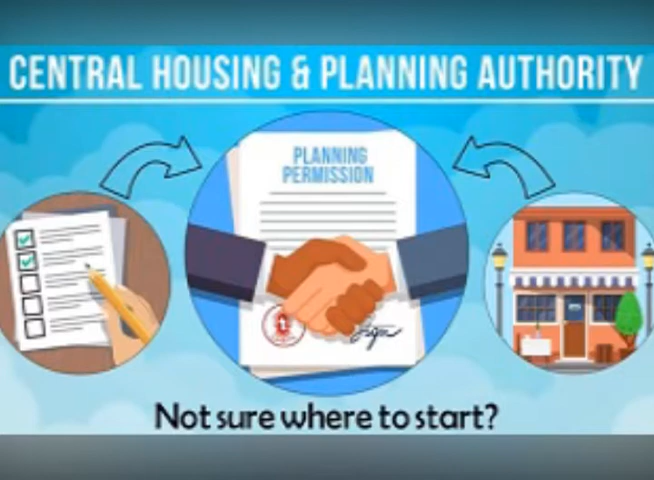 CENTRAL HOUSING & PLANNING AUTHORITY
PLANNING
PERMISSION
Not sure where to start?